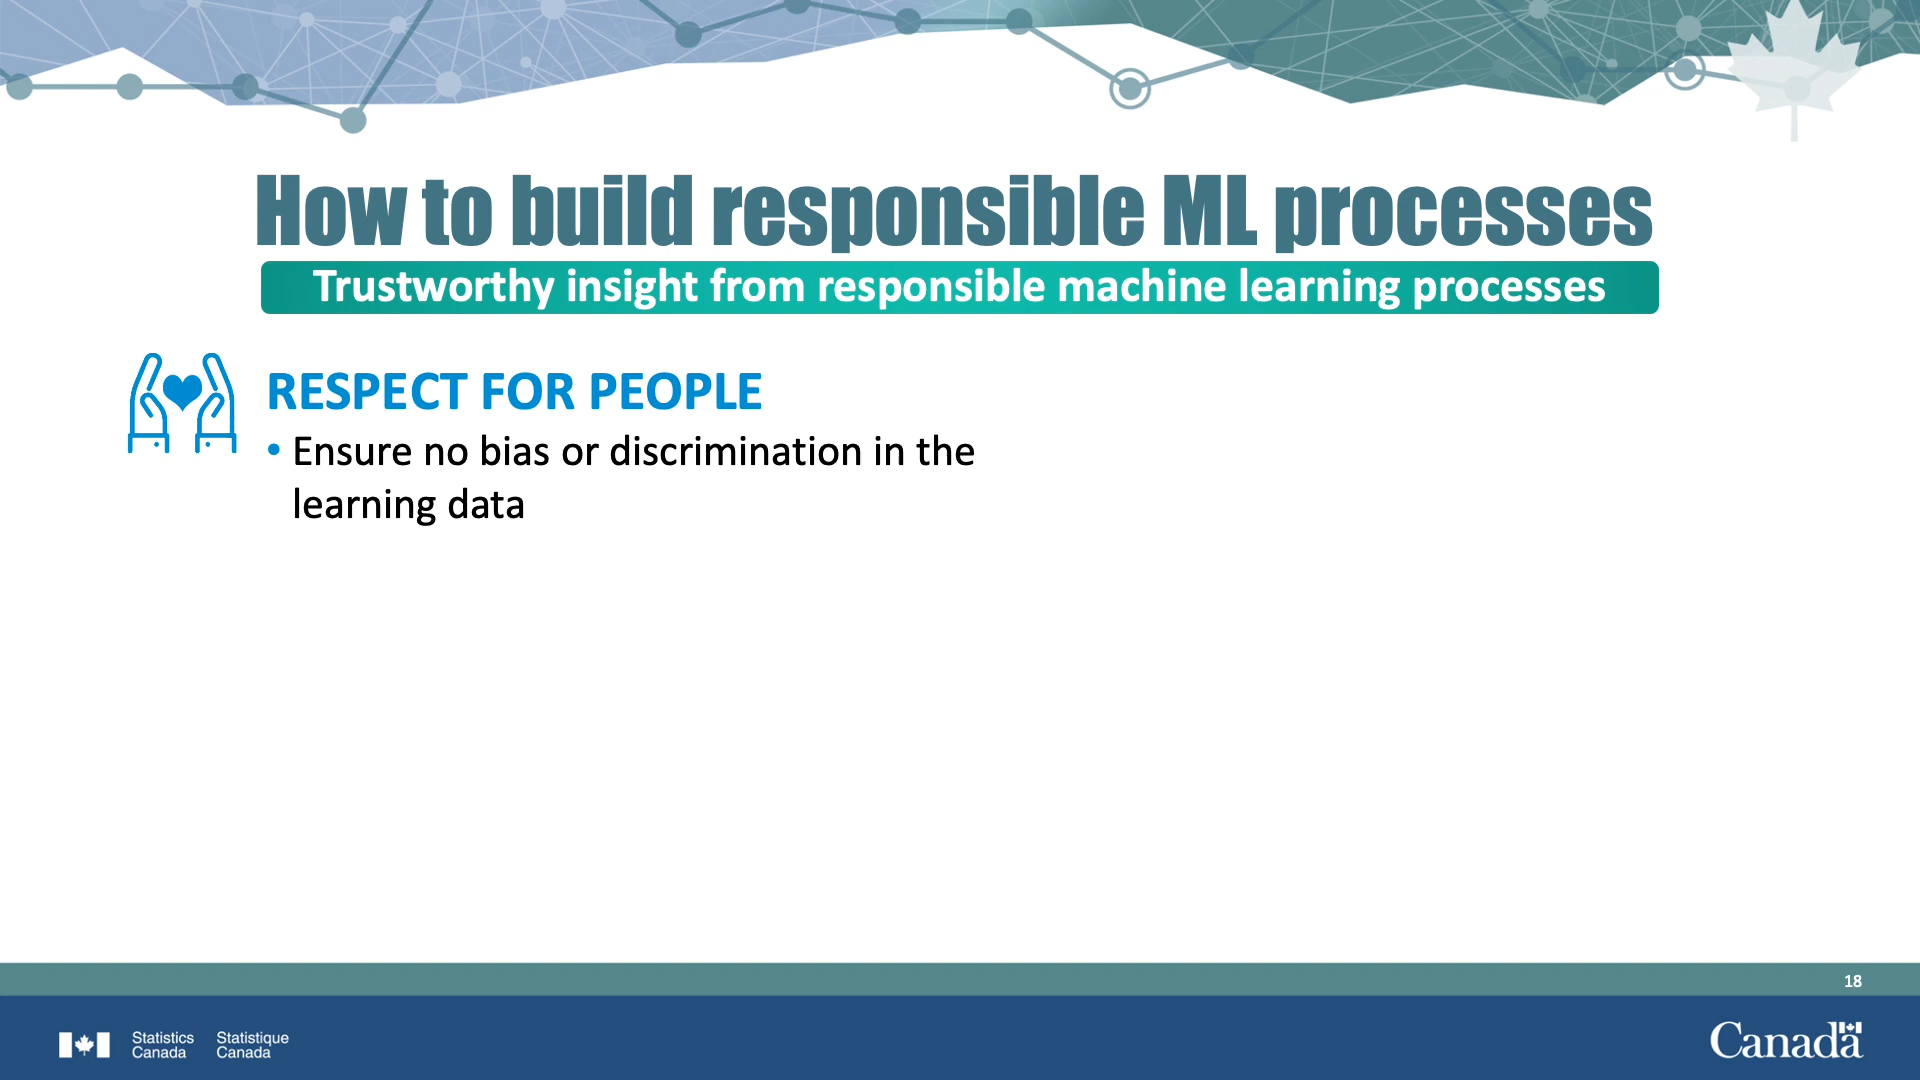 How to build responsible ML processes
Trustworthy insight from responsible machine learning processes
RESPECT FOR PEOPLE
• Ensure no bias or discrimination in the
learning data
18
Statistics Statistique
Canada Canada
Canada